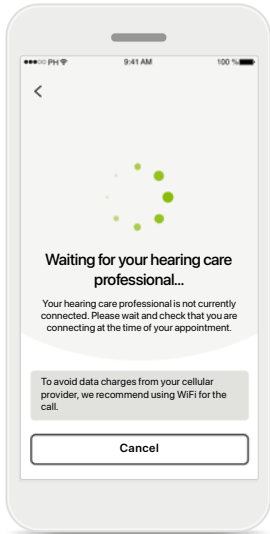 PH 9:41 AM 100 %
Waiting for your hearing care
professional...
Your hearing care professional is not currently
connected. Please wait and check that you are
connecting at the time of your appointment.
To avoid data charges from your cellular
provider, we recommend using WiFi for the
call.
Cancel